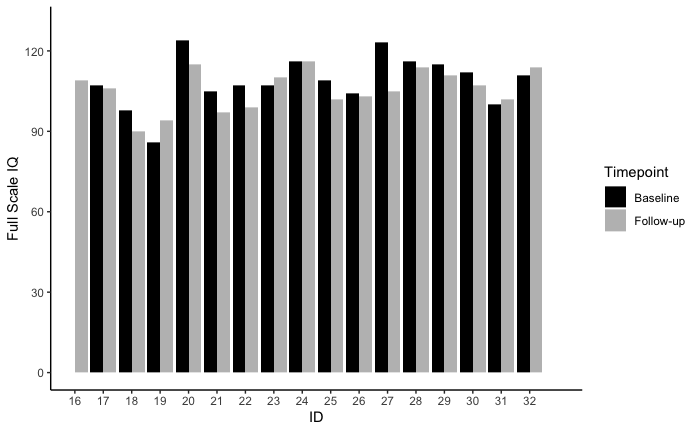 Full Scale IQ
120
90
60
30
0
16 17 18 19 20 21 22 23 24 25 26 27 28 29 30 31 32
ID
Timepoint
Baseline
Follow-up